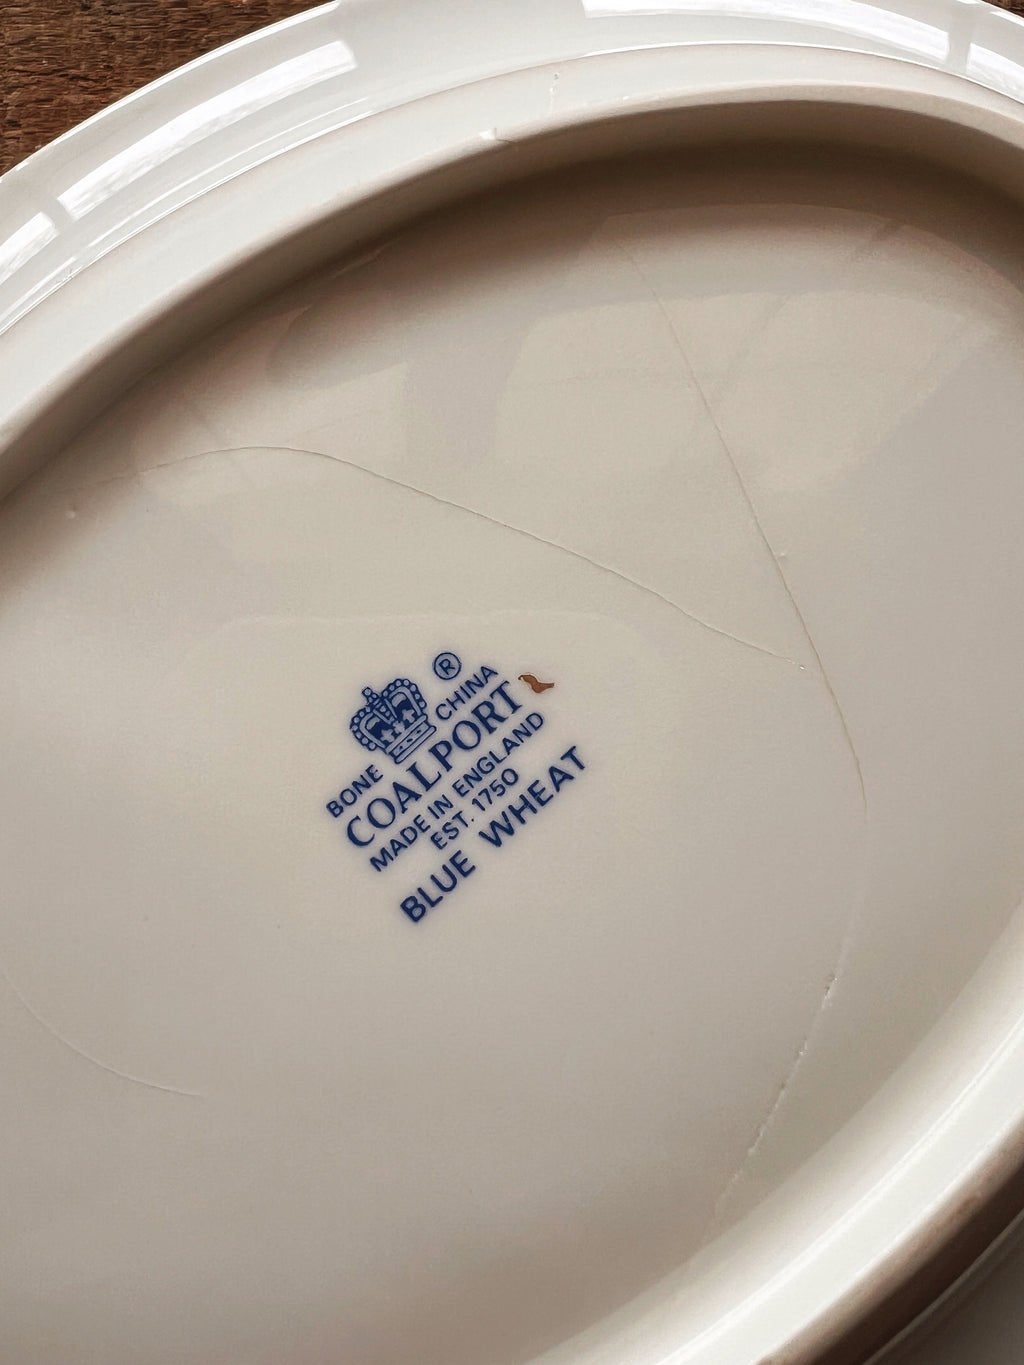 ®
BONE CHINA
COALPORT
MADE IN ENGLAND
EST. 1750
BLUE WHEAT